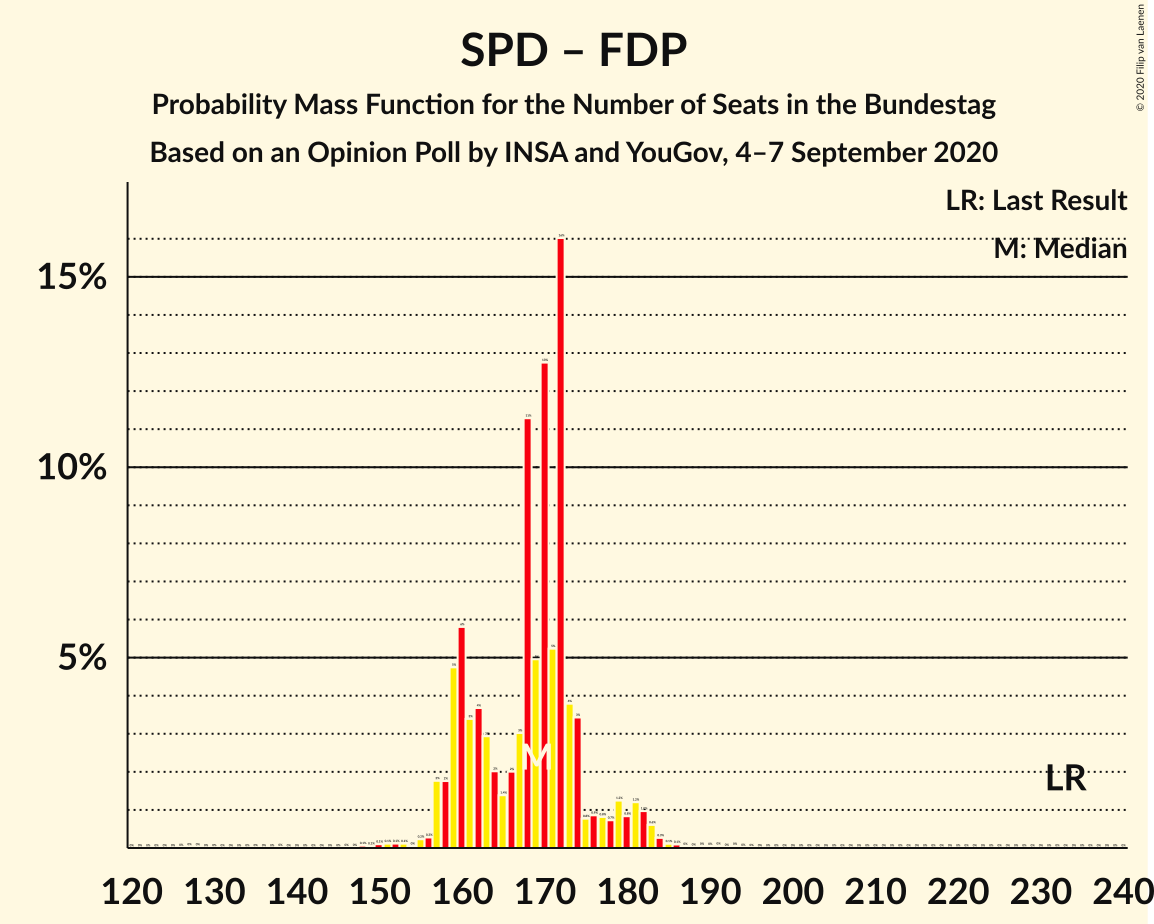 SPD – FDP
Probability Mass Function for the Number of Seats in the Bundestag
Based on an Opinion Poll by INSA and YouGov, 4–7 September 2020
© 2020 Filip van Laenen
LR: Last Result
M: Median
15%
10%
5%
M
LR
120 130 140 150 160 170 180 190 200 210 220 230 240